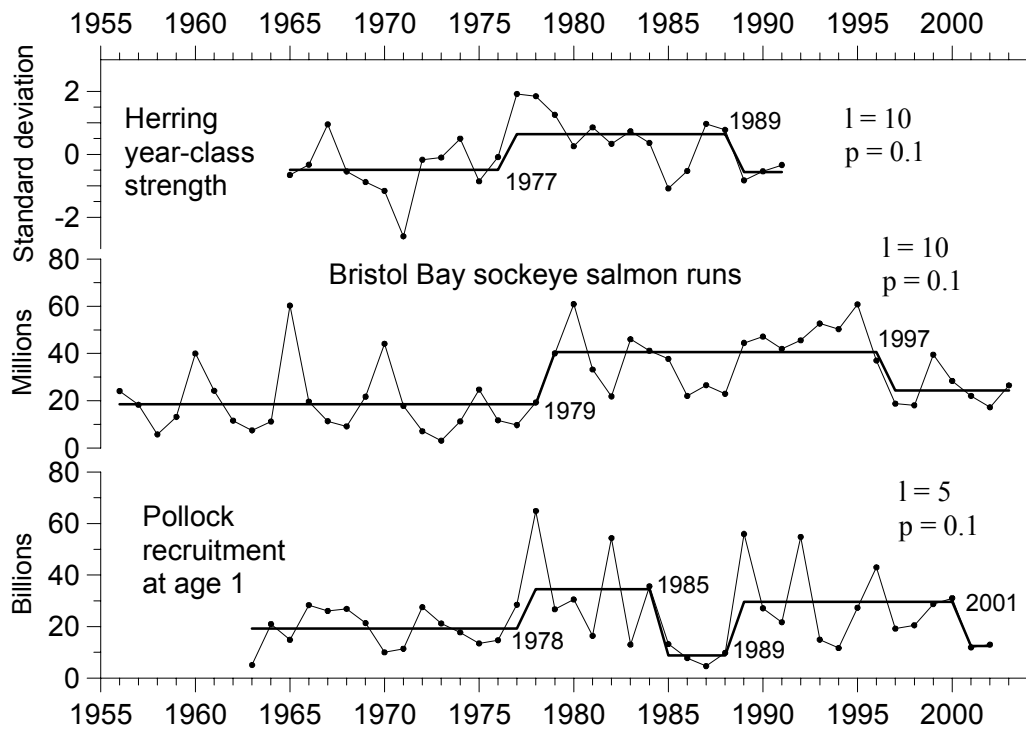 1955 1960 1965 1970 1975 1980 1985 1990 1995 2000
Standard deviation
2
0
-2
Herring
year-class
strength
1977
1989
l = 10
p = 0.1
Millions
80
60
40
20
0
Bristol Bay sockeye salmon runs
1979
1997
l = 10
p = 0.1
Billions
80
60
40
20
0
Pollock
recruitment
at age 1
1978
1985
1989
2001
l = 5
p = 0.1
1955 1960 1965 1970 1975 1980 1985 1990 1995 2000